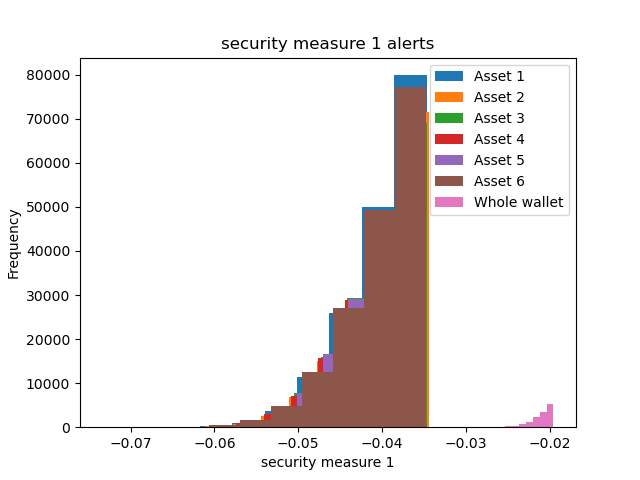 security measure 1 alerts
80000
70000
60000
50000
40000
30000
20000
10000
0
Frequency
Asset 1
Asset 2
Asset 3
Asset 4
Asset 5
Asset 6
Whole wallet
−0.07 −0.06 −0.05 −0.04 −0.03 −0.02
security measure 1